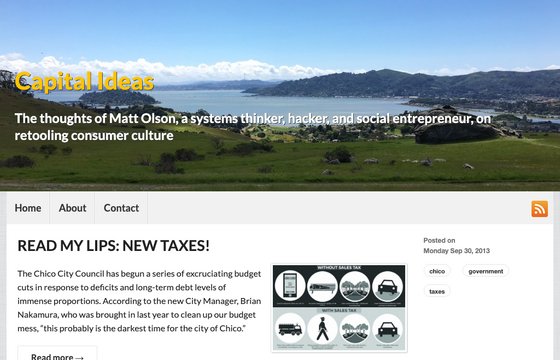 Capital Ideas
The thoughts of Matt Olson, a systems thinker, hacker, and social entrepreneur, on
retooling consumer culture
Home About Contact
READ MY LIPS: NEW TAXES!
The Chico City Council has begun a series of excruciating budget
cuts in response to deficits and long-term debt levels of
immense proportions. According to the new City Manager, Brian
Nakamura, who was brought in last year to clean up our budget
mess, “this probably is the darkest time for the city of Chico.”
Read more →
WITHOUT SALES TAX
WITH SALES TAX
Posted on
Monday Sep 30, 2013
chico government
taxes